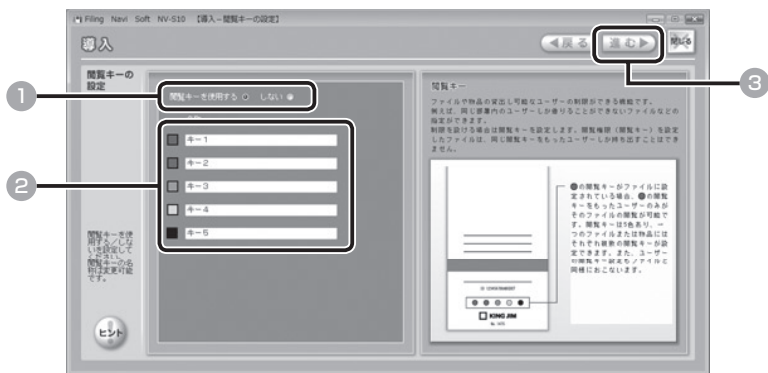 Filing Navi Soft NV-S10 【導入-閲覧キーの設定】
導入
◀戻る
進む▶
閉じる
閲覧キーの
設定
閲覧キーを使用する
しない
キー1
キー2
キー3
キー4
キー5
閲覧キーを使
用する/しな
いを設定して
ください。
閲覧キーの名
称は変更可能
です。
ヒント
閲覧キー
ファイルや物品の貸出し可能なユーザーの制限ができる機能です。
例えば、同じ部署内のユーザーしか借りることができないファイルなどの
指定ができます。
制限を設ける場合は閲覧キーを設定します。閲覧権限(閲覧キー)を設定
したファイルは、同じ閲覧キーをもったユーザーしか持ち出すことはでき
ません。
●の閲覧キーがファイルに設
定されている場合、●の閲覧
キーをもったユーザーのみが
そのファイルの閲覧が可能で
す。閲覧キーは5色あり、一
つのファイルまたは物品には
それぞれ複数の閲覧キーが設
定できます。また、ユーザー
の閲覧キー設定もファイルと
同様におこないます。
KING JIM
1
2
3